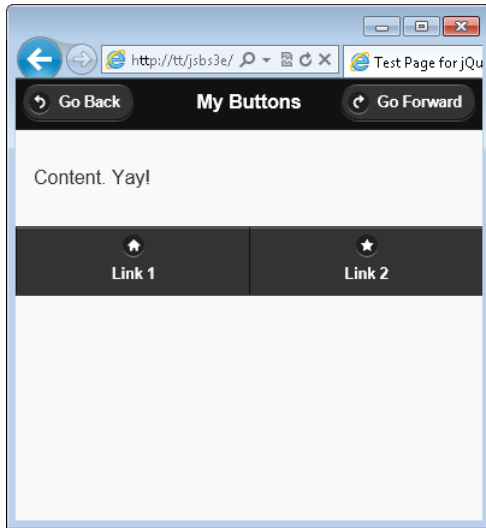 http://tt/jsbs3e/
Test Page for jQu
Go Back
My Buttons
Go Forward
Content. Yay!
Link 1
Link 2